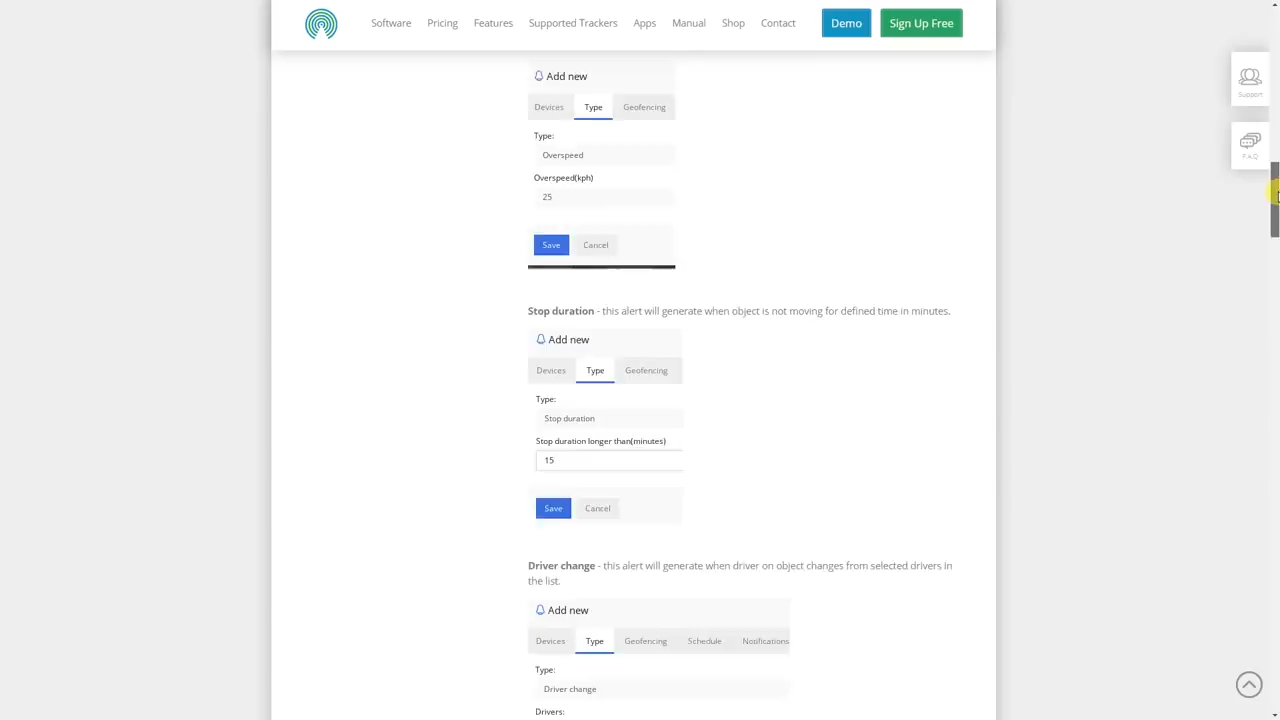 Software Pricing Features Supported Trackers Apps Manual Shop Contact Demo Sign Up Free
Support
F.A.Q
Add new
Devices Type Geofencing
Type:
Overspeed
Overspeed(kph)
25
Save Cancel
Stop duration - this alert will generate when object is not moving for defined time in minutes.
Add new
Devices Type Geofencing
Type:
Stop duration
Stop duration longer than(minutes)
15
Save Cancel
Driver change - this alert will generate when driver on object changes from selected drivers in
the list.
Add new
Devices Type Geofencing Schedule Notifications
Type:
Driver change
Drivers: